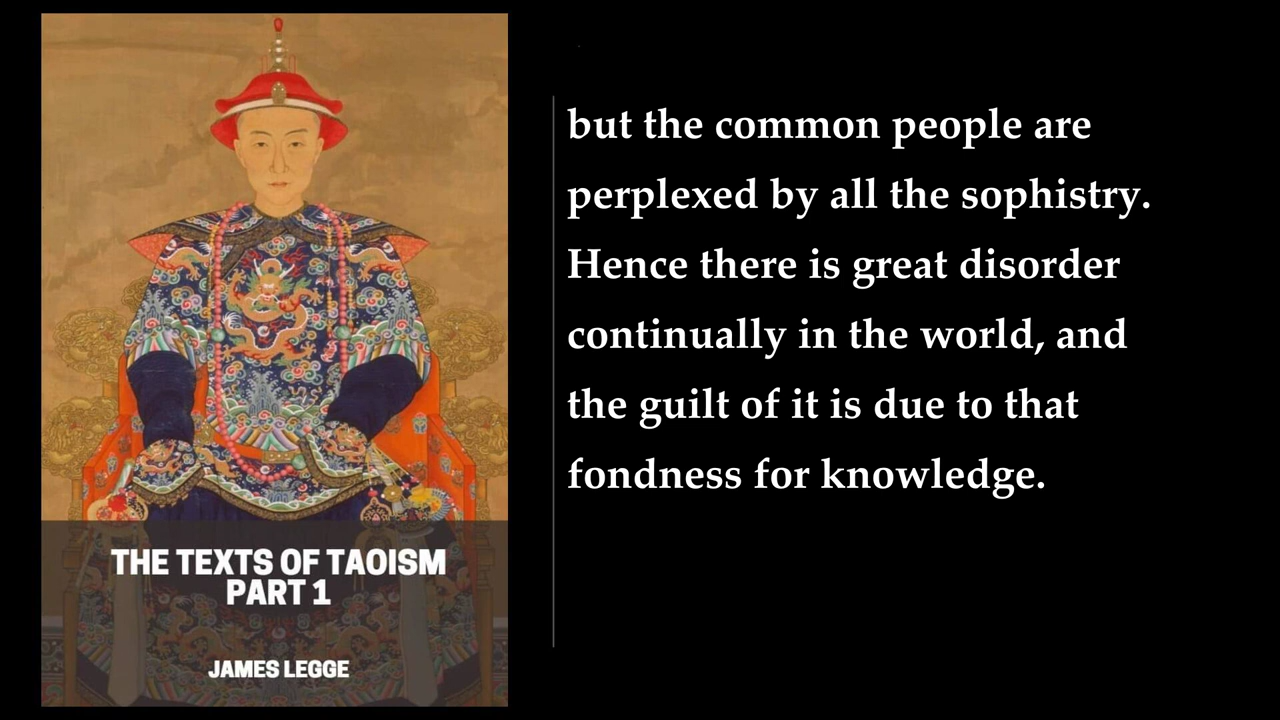 THE TEXTS OF TAOISM
PART 1
JAMES LEGGE
but the common people are
perplexed by all the sophistry.
Hence there is great disorder
continually in the world, and
the guilt of it is due to that
fondness for knowledge.